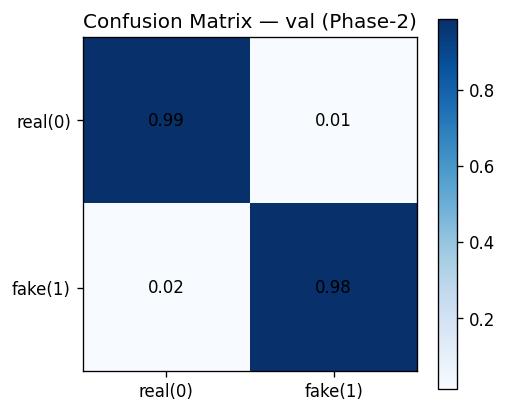 Confusion Matrix — val (Phase-2)
real(0)
0.99
0.01
fake(1)
0.02
0.98
real(0)
fake(1)
0.8
0.6
0.4
0.2